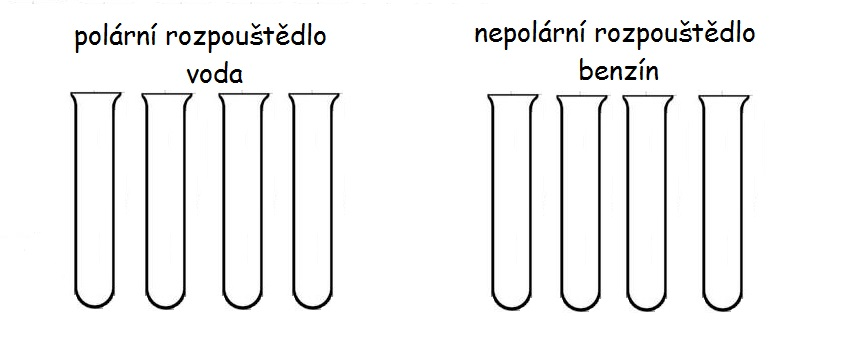 polární rozpouštědlo
voda
nepolární rozpouštědlo
benzín